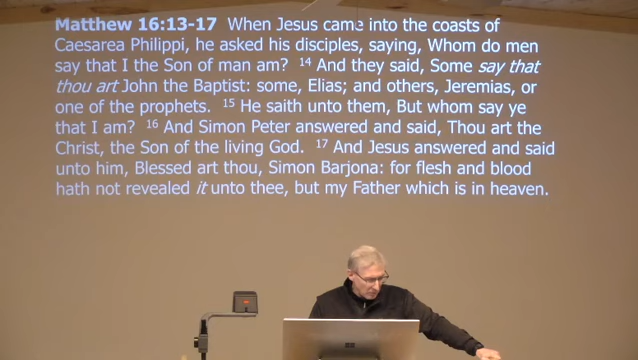 Matthew 16:13-17 When Jesus came into the coasts of
Caesarea Philippi, he asked his disciples, saying, Whom do men
say that I the Son of man am? 14 And they said, Some say that
thou art John the Baptist: some, Elias; and others, Jeremias, or
one of the prophets. 15 He saith unto them, But whom say ye
that I am? 16 And Simon Peter answered and said, Thou art the
Christ, the Son of the living God. 17 And Jesus answered and said
unto him, Blessed art thou, Simon Barjona: for flesh and blood
hath not revealed it unto thee, but my Father which is in heaven.